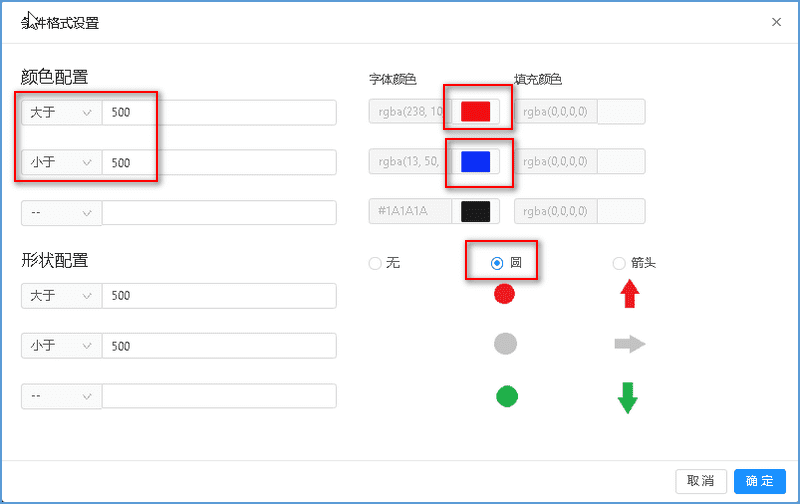 条件格式设置
颜色配置 字体颜色 填充颜色
大于 500 rgba(238, 10 rgba(0,0,0,0)
小于 500 rgba(13, 50, rgba(0,0,0,0)
-- #1A1A1A rgba(0,0,0,0)
形状配置 无 圆 箭头
大于 500
小于 500
--
取消 确定